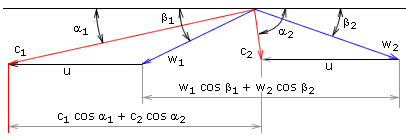 α₁ β₁ α₂ β₂
c₁ w₁ c₂ w₂
u u
w₁ cos β₁ + w₂ cos β₂
c₁ cos α₁ + c₂ cos α₂